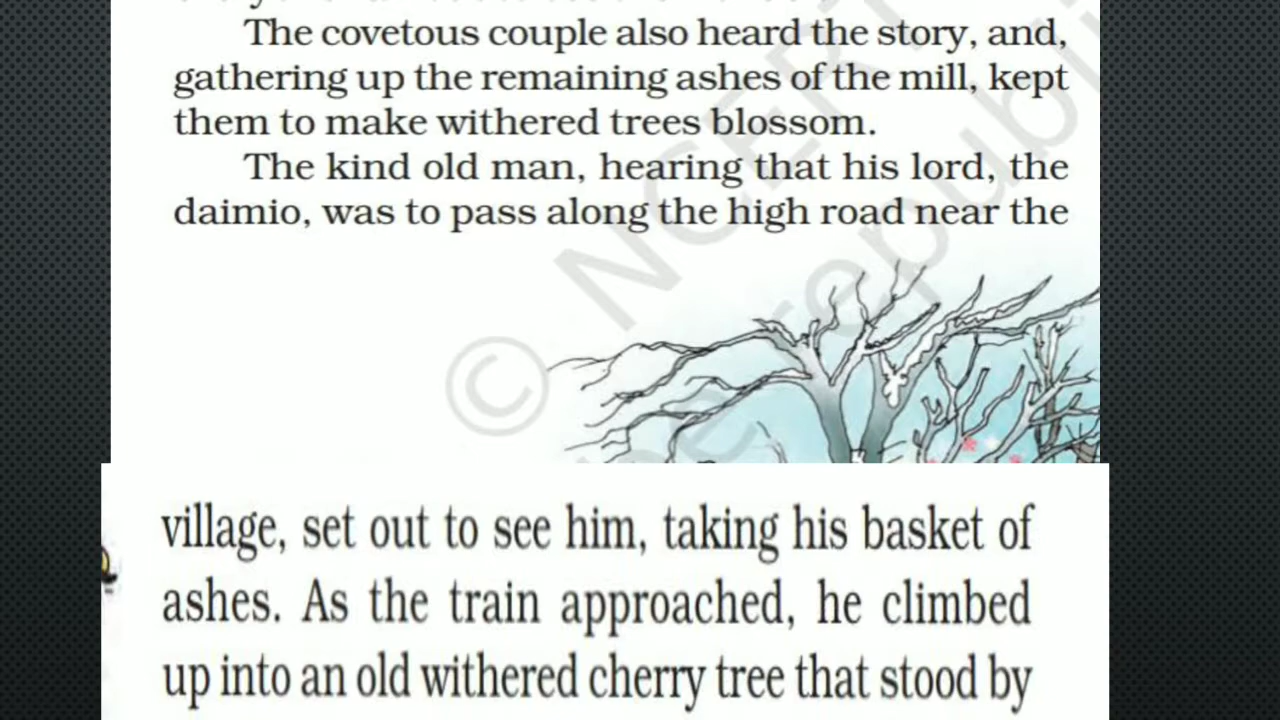 The covetous couple also heard the story, and,
gathering up the remaining ashes of the mill, kept
them to make withered trees blossom.
The kind old man, hearing that his lord, the
daimio, was to pass along the high road near the
© NCERT
village, set out to see him, taking his basket of
ashes. As the train approached, he climbed
up into an old withered cherry tree that stood by